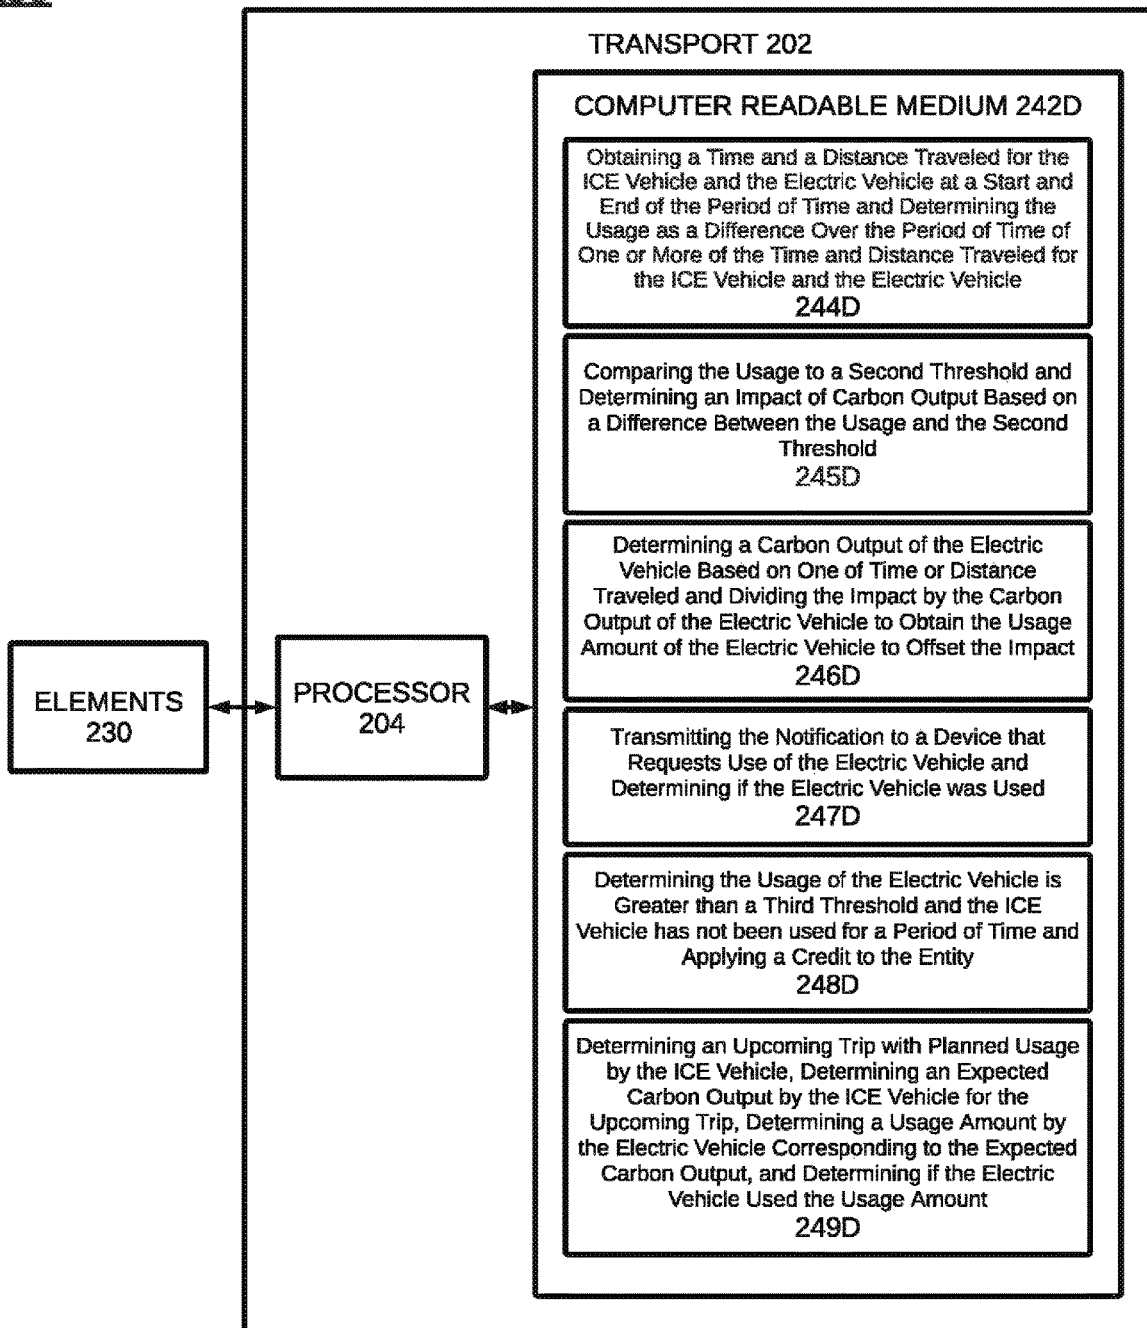 TRANSPORT 202
COMPUTER READABLE MEDIUM 242D
Obtaining a Time and a Distance Traveled for the
ICE Vehicle and the Electric Vehicle at a Start and
End of the Period of Time and Determining the
Usage as a Difference Over the Period of Time of
One or More of the Time and Distance Traveled for
the ICE Vehicle and the Electric Vehicle
244D
Comparing the Usage to a Second Threshold and
Determining an Impact of Carbon Output Based on
a Difference Between the Usage and the Second
Threshold
245D
Determining a Carbon Output of the Electric
Vehicle Based on One of Time or Distance
Traveled and Dividing the Impact by the Carbon
Output of the Electric Vehicle to Obtain the Usage
Amount of the Electric Vehicle to Offset the Impact
246D
ELEMENTS
230
PROCESSOR
204
Transmitting the Notification to a Device that
Requests Use of the Electric Vehicle and
Determining if the Electric Vehicle was Used
247D
Determining the Usage of the Electric Vehicle is
Greater than a Third Threshold and the ICE
Vehicle has not been used for a Period of Time and
Applying a Credit to the Entity
248D
Determining an Upcoming Trip with Planned Usage
by the ICE Vehicle, Determining an Expected
Carbon Output by the ICE Vehicle for the
Upcoming Trip, Determining a Usage Amount by
the Electric Vehicle Corresponding to the Expected
Carbon Output, and Determining if the Electric
Vehicle Used the Usage Amount
249D